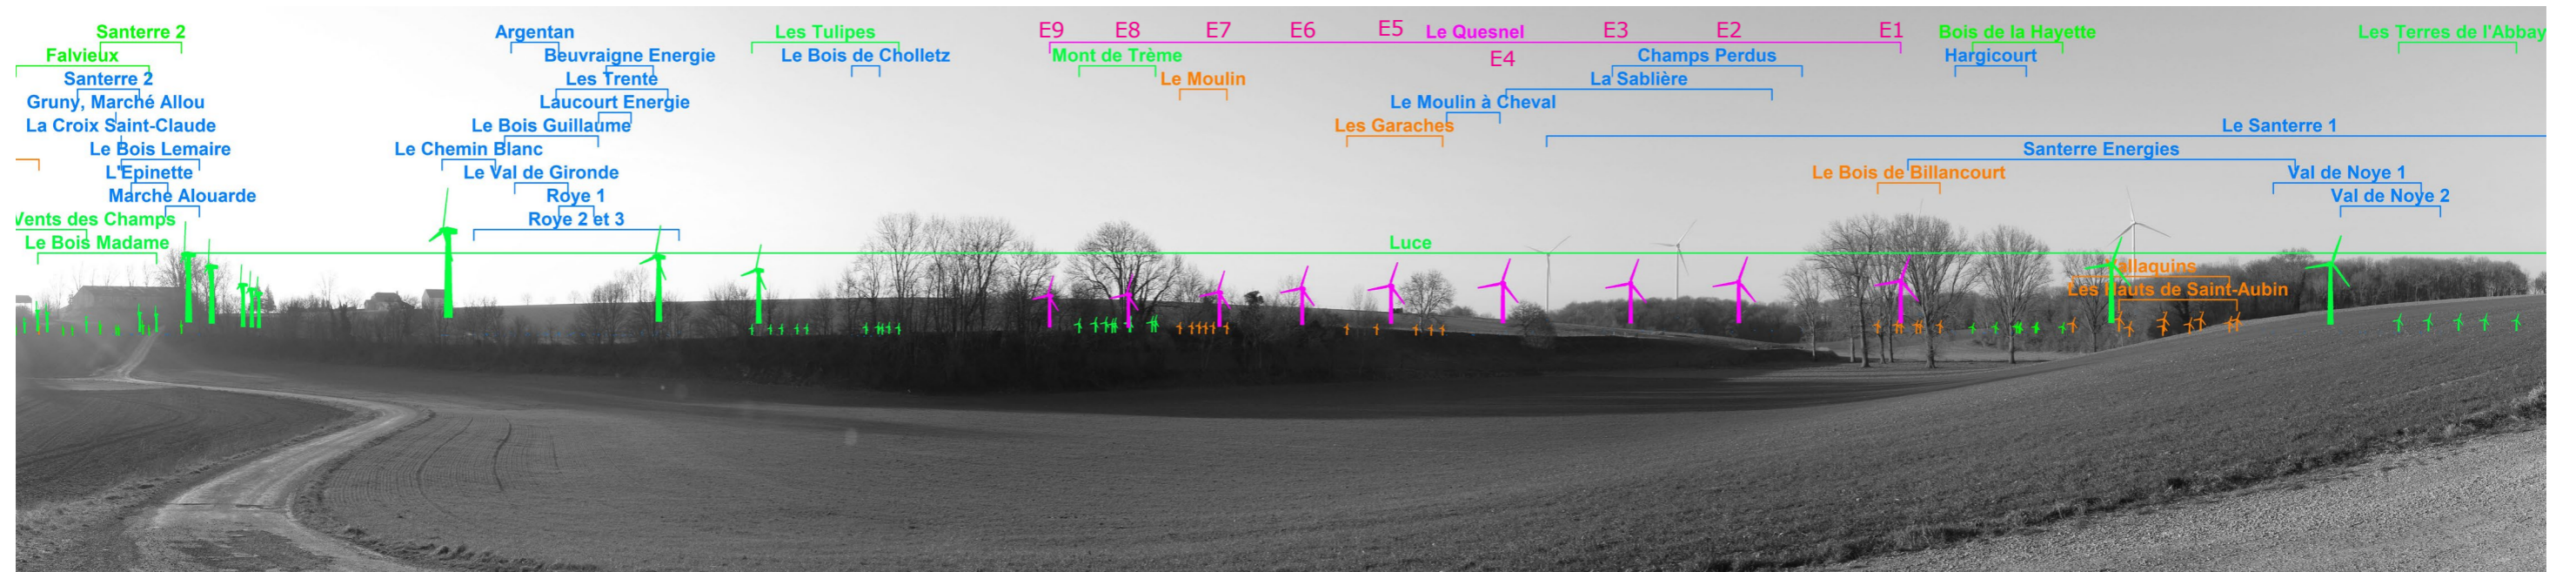 Santerre 2
Argentan
Les Tulipes
E9
E8
E7
E6
E5
Le Quesnel
E3
E2
E1
Bois de la Hayette
Les Terres de l'Abbay
Falvieux
Beuvraigne Energie
Le Bois de Cholletz
Mont de Trème
E4
Champs Perdus
Hargicourt
Santerre 2
Les Trente
Le Moulin
La Sablière
Gruny, Marché Allou
Laucourt Energie
Le Moulin à Cheval
La Croix Saint-Claude
Le Bois Guillaume
Les Garaches
Le Santerre 1
Le Bois Lemaire
Le Chemin Blanc
Santerre Energies
L'Epinette
Le Val de Gironde
Le Bois de Billancourt
Val de Noye 1
Marché Alouarde
Roye 1
Val de Noye 2
Vents des Champs
Roye 2 et 3
Le Bois Madame
Luce
allaquins
Les Hauts de Saint-Aubin